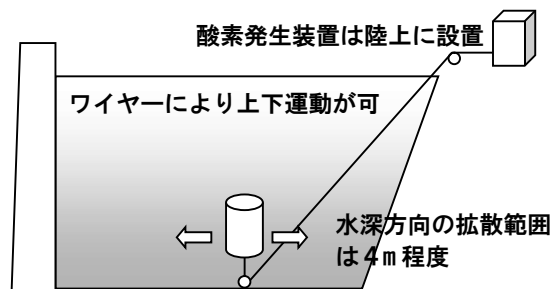 酸素発生装置は陸上に設置
ワイヤーにより上下運動が可
水深方向の拡散範囲
は4m程度